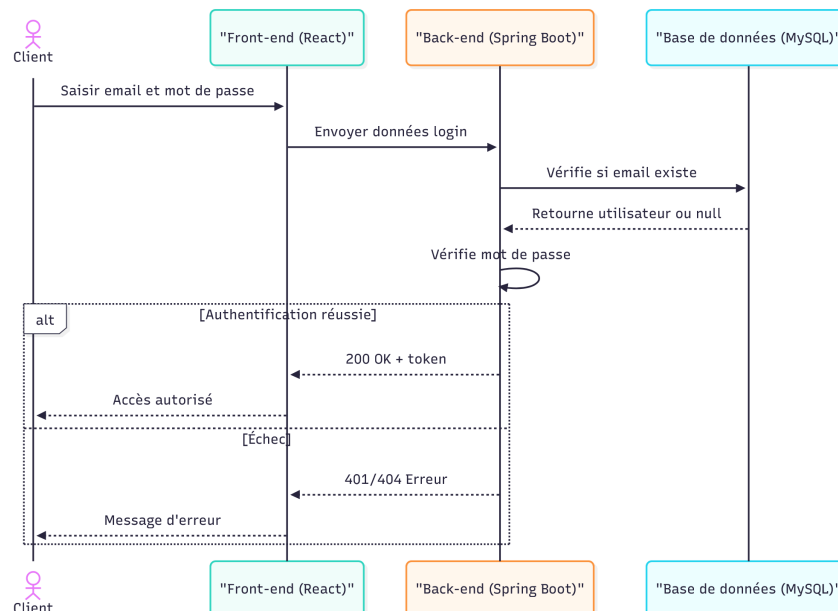 Client
"Front-end (React)"
"Back-end (Spring Boot)"
"Base de données (MySQL)"
Saisir email et mot de passe
Envoyer données login
Vérifie si email existe
Retourne utilisateur ou null
Vérifie mot de passe
alt
[Authentification réussie]
200 OK + token
Accès autorisé
[Échec]
401/404 Erreur
Message d'erreur
Client
"Front-end (React)"
"Back-end (Spring Boot)"
"Base de données (MySQL)"